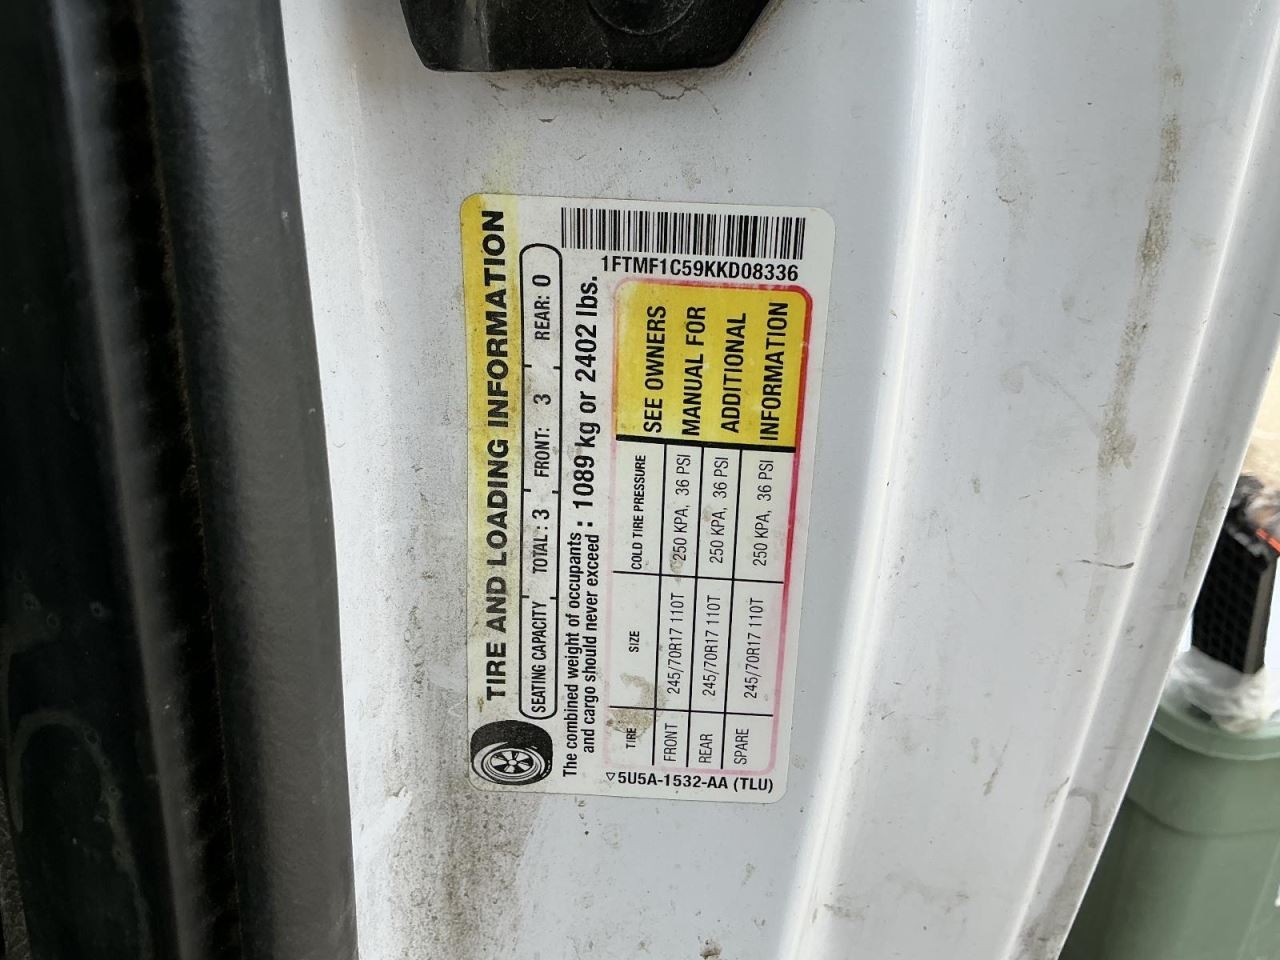 TIRE AND LOADING INFORMATION
SEATING CAPACITY TOTAL : 3 FRONT: 3 REAR: 0
The combined weight of occupants
and cargo should never exceed : 1089 kg or 2402 lbs.
TIRE SIZE COLD TIRE PRESSURE
FRONT 245/70R17 110T 250 KPA, 36 PSI
REAR 245/70R17 110T 250 KPA, 36 PSI
SPARE 245/70R17 110T 250 KPA, 36 PSI
SEE OWNERS
MANUAL FOR
ADDITIONAL
INFORMATION
5U5A-1532-AA (TLU)
1FTMF1C59KKD08336